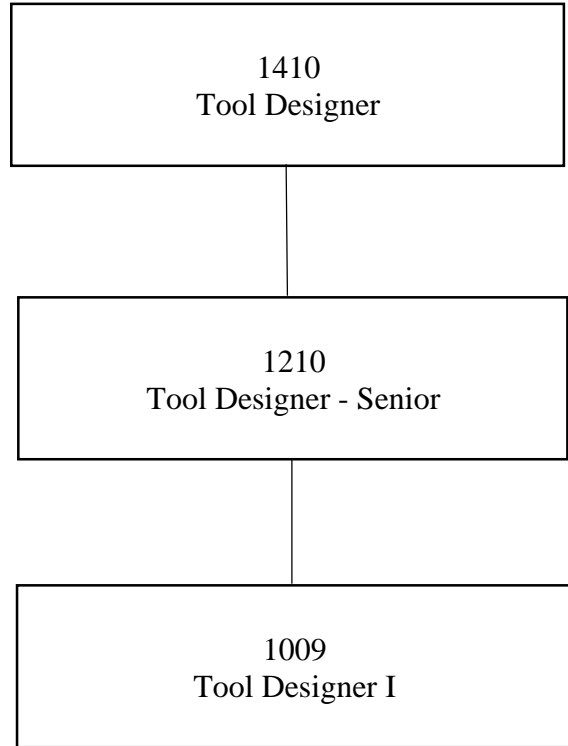 1410
Tool Designer
1210
Tool Designer - Senior
1009
Tool Designer I